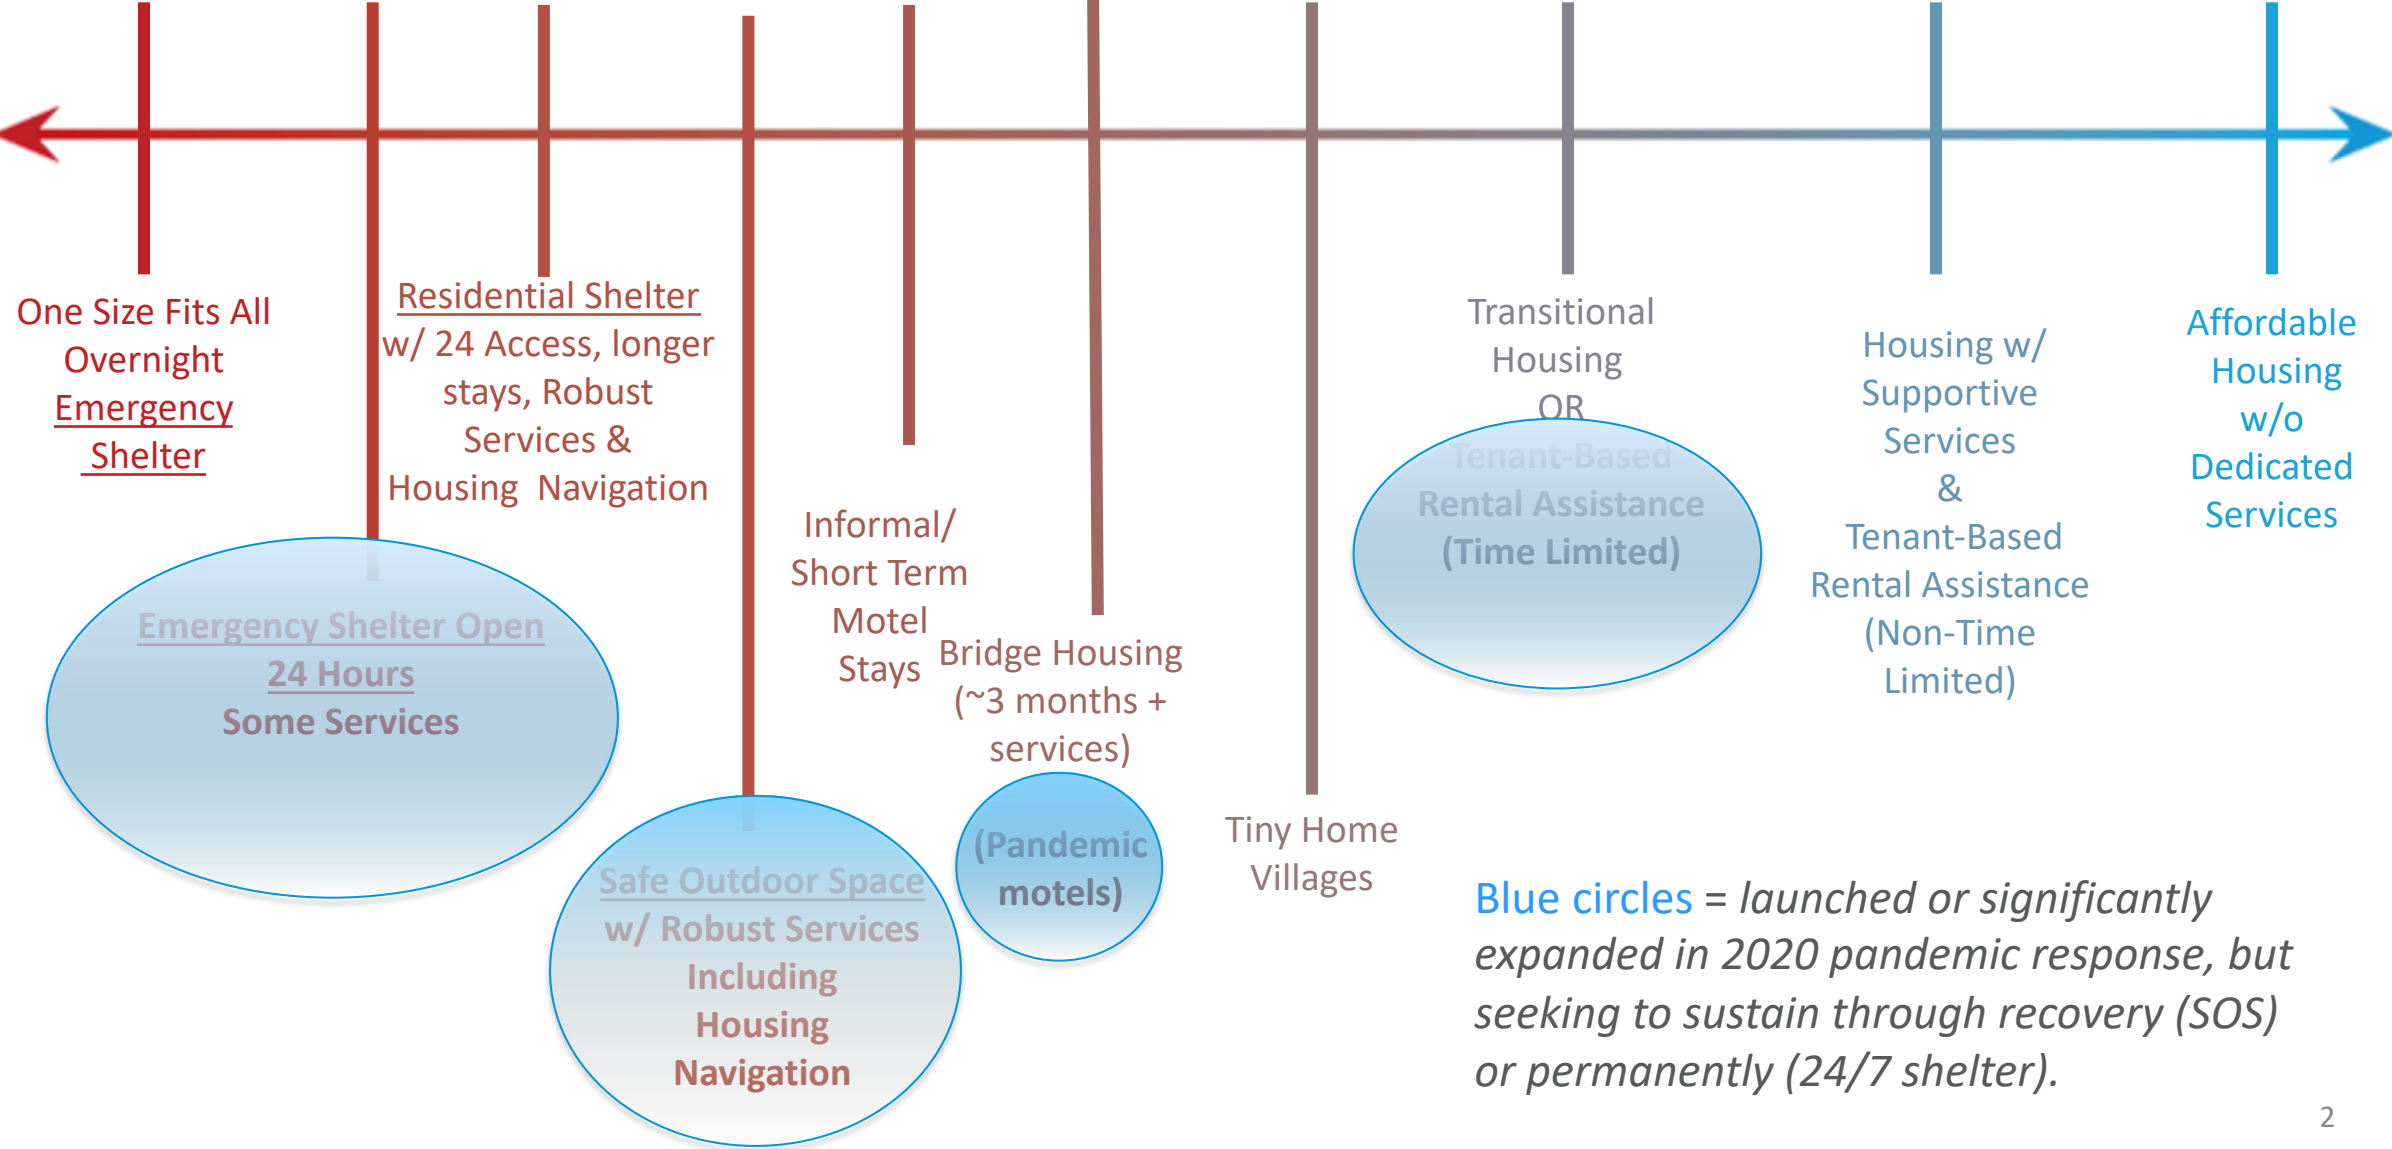 One Size Fits All
Overnight
Emergency
Shelter
Emergency Shelter Open
24 Hours
Some Services
Residential Shelter
w/ 24 Access, longer
stays, Robust
Services &
Housing  Navigation
Safe Outdoor Space
w/ Robust Services
Including
Housing
Navigation
Informal/
Short Term
Motel
Stays
Bridge Housing
(~3 months +
services)
(Pandemic
motels)
Tiny Home
Villages
Transitional
Housing
OR
Tenant-Based
Rental Assistance
(Time Limited)
Housing w/
Supportive
Services
&
Tenant-Based
Rental Assistance
(Non-Time
Limited)
Affordable
Housing
w/o
Dedicated
Services
Blue circles = launched or significantly
expanded in 2020 pandemic response, but
seeking to sustain through recovery (SOS)
or permanently (24/7 shelter).
2